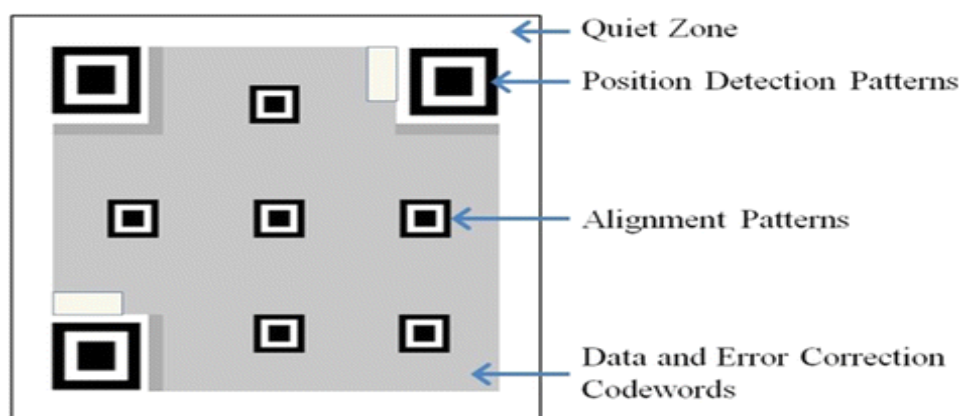 Quiet Zone
Position Detection Patterns
Alignment Patterns
Data and Error Correction
Codewords